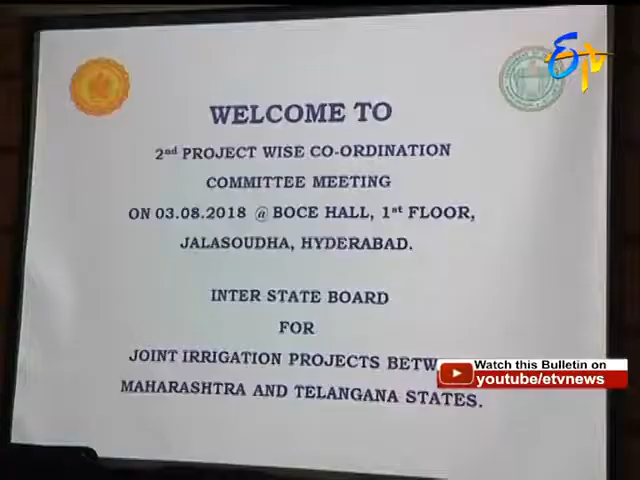 WELCOME TO
2nd PROJECT WISE CO-ORDINATION
COMMITTEE MEETING
ON 03.08.2018 @ BOCE HALL, 1st FLOOR,
JALASOUDHA, HYDERABAD.
INTER STATE BOARD
FOR
JOINT IRRIGATION PROJECTS
MAHARASHTRA AND TELANGANA STATES.
Watch this Bulletin on
youtube/etvnews